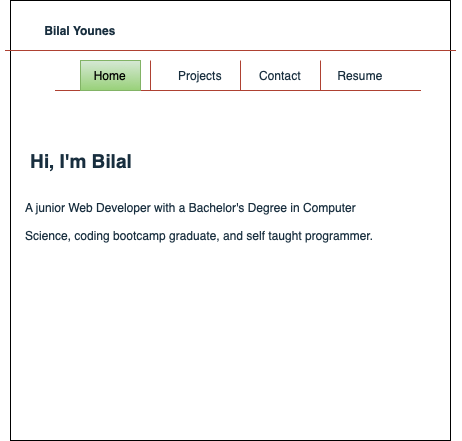 Bilal Younes
Home Projects Contact Resume
Hi, I'm Bilal
A junior Web Developer with a Bachelor's Degree in Computer
Science, coding bootcamp graduate, and self taught programmer.